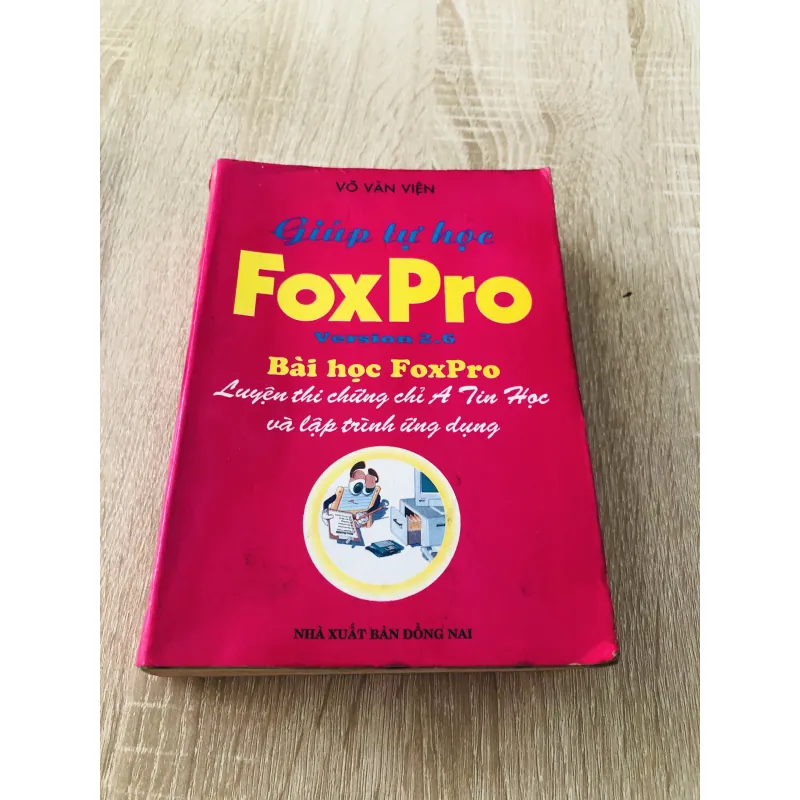 VÕ VĂN VIỆN
Giúp tự học
FoxPro
Version 2.6
Bài học FoxPro
Luyện thi chứng chỉ A Tin Học
và lập trình ứng dụng
NHÀ XUẤT BẢN ĐỒNG NAI